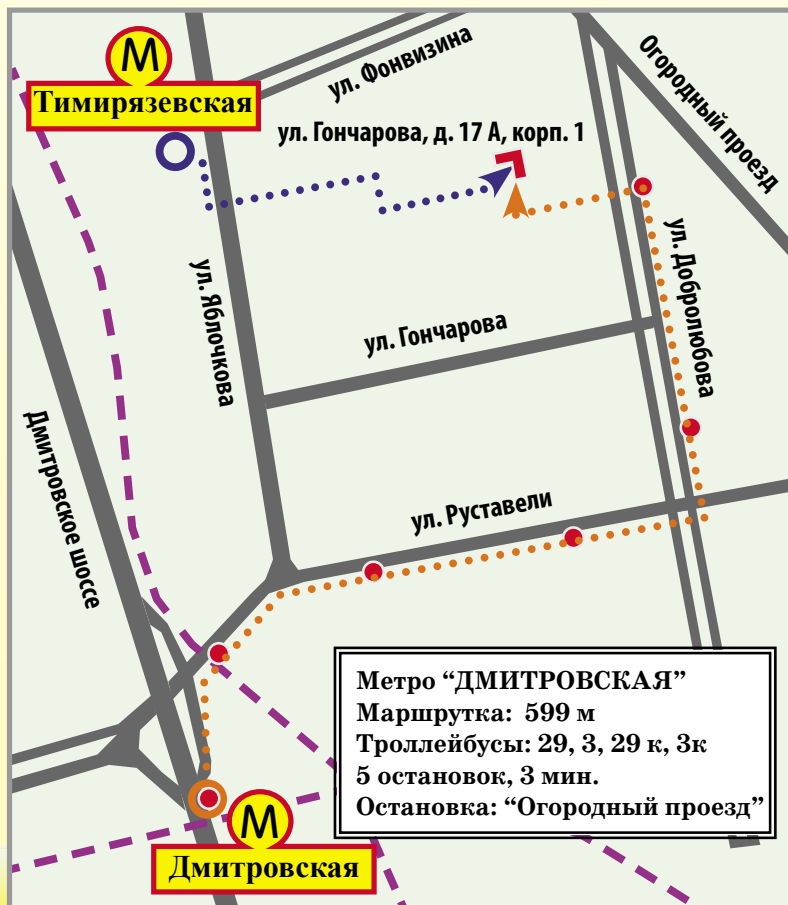 М
Тимирязевская
ул. Фонвизина
Огородный проезд
ул. Гончарова, д. 17 А, корп. 1
ул. Яблочкова
ул. Добролюбова
ул. Гончарова
Дмитровское шоссе
ул. Руставели
Метро “ДМИТРОВСКАЯ”
Маршрутка: 599 м
Троллейбусы: 29, 3, 29 к, 3к
5 остановок, 3 мин.
Остановка: “Огородный проезд”
М
Дмитровская